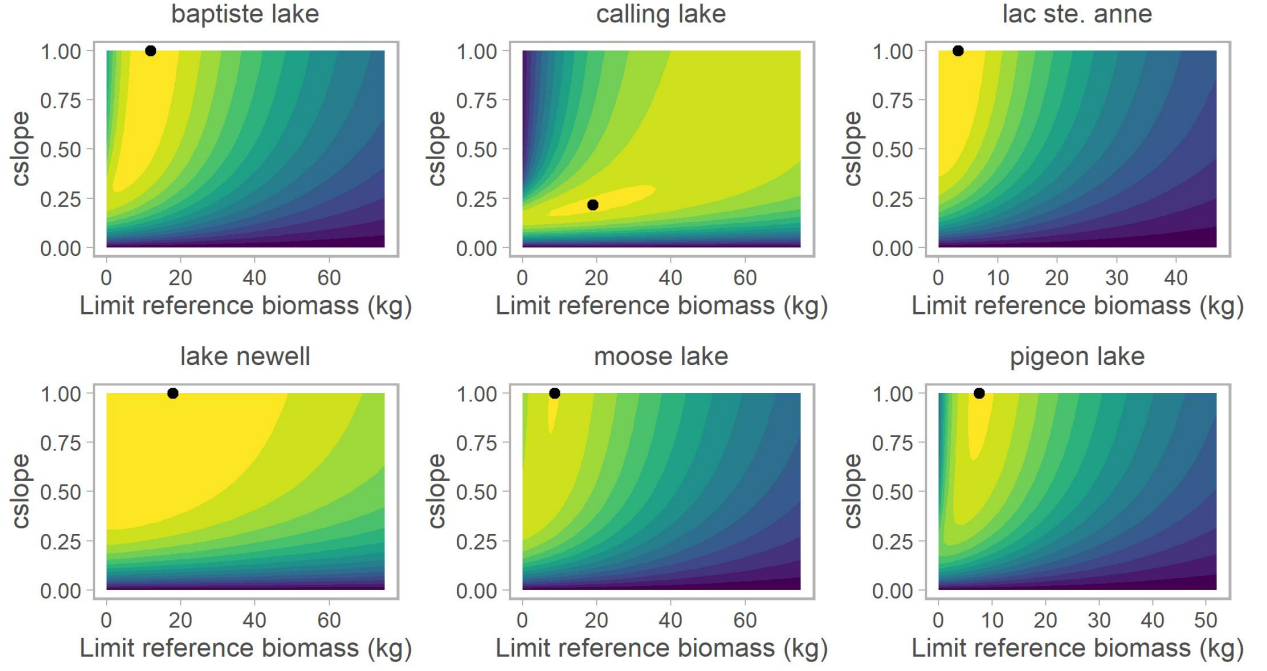 baptiste lake
calling lake
lac ste. anne
1.00
0.75
0.50
0.25
0.00
cslope
0 20 40 60
Limit reference biomass (kg)
1.00
0.75
0.50
0.25
0.00
cslope
0 20 40 60
Limit reference biomass (kg)
1.00
0.75
0.50
0.25
0.00
cslope
0 10 20 30 40
Limit reference biomass (kg)
lake newell
moose lake
pigeon lake
1.00
0.75
0.50
0.25
0.00
cslope
0 20 40 60
Limit reference biomass (kg)
1.00
0.75
0.50
0.25
0.00
cslope
0 20 40 60
Limit reference biomass (kg)
1.00
0.75
0.50
0.25
0.00
cslope
0 10 20 30 40 50
Limit reference biomass (kg)